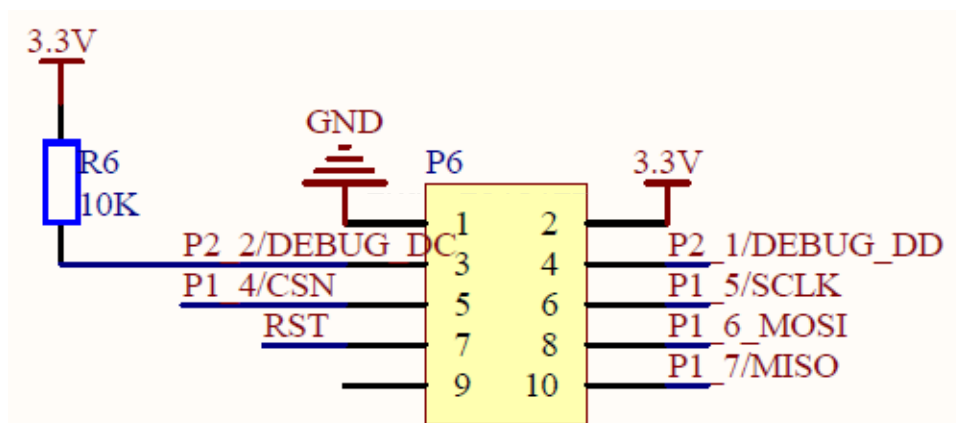 3.3V
GND
R6
P6
3.3V
10K
1 2
P2_2/DEBUG_DC 3 4 P2_1/DEBUG_DD
P1_4/CSN 5 6 P1_5/SCLK
RST 7 8 P1_6_MOSI
9 10 P1_7/MISO